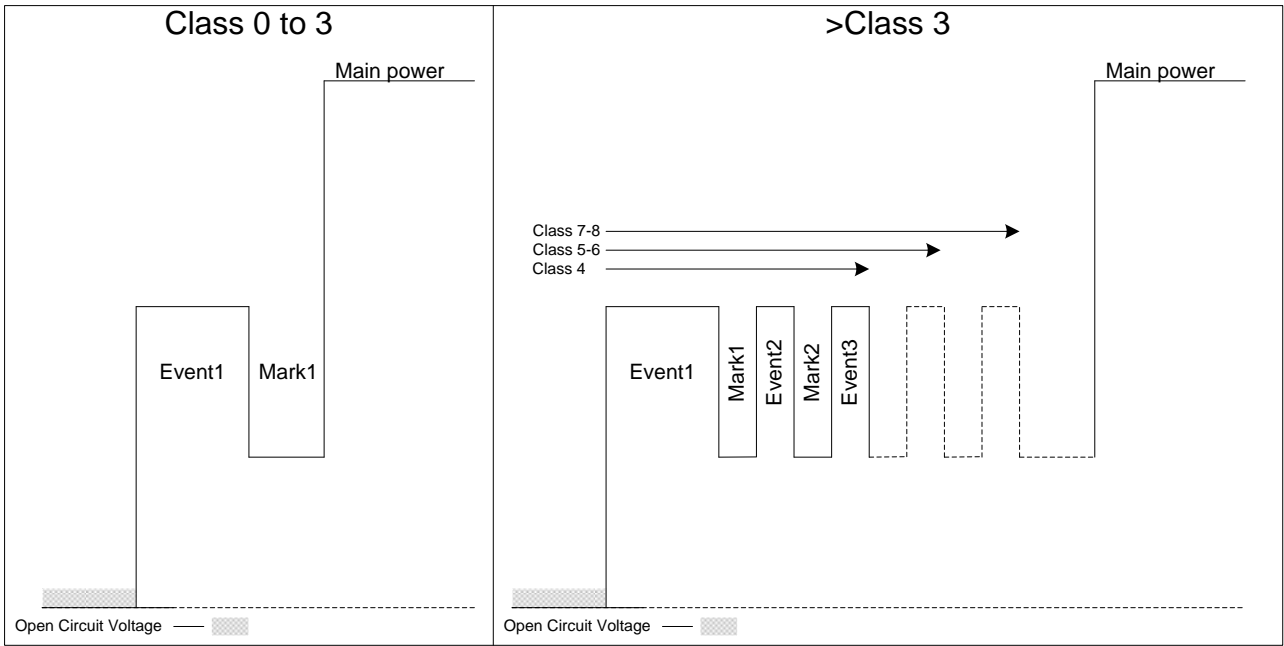 Class 0 to 3
Main power
Event1
Mark1
Open Circuit Voltage
>Class 3
Main power
Class 7-8
Class 5-6
Class 4
Event1
Mark1
Event2
Mark2
Event3
Open Circuit Voltage